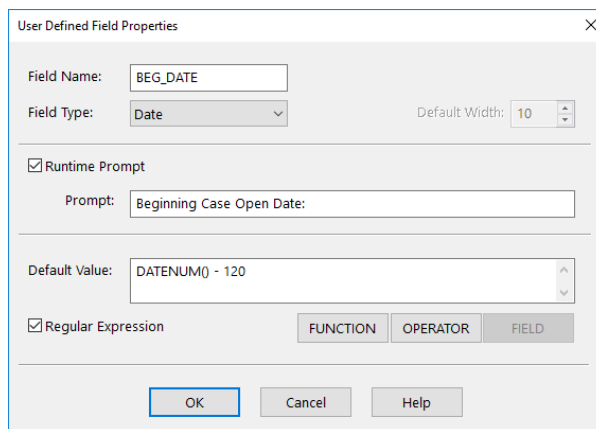 User Defined Field Properties
Field Name: BEG_DATE
Field Type: Date Default Width: 10
Runtime Prompt
Prompt: Beginning Case Open Date:
Default Value: DATENUM() - 120
Regular Expression FUNCTION OPERATOR FIELD
OK Cancel Help